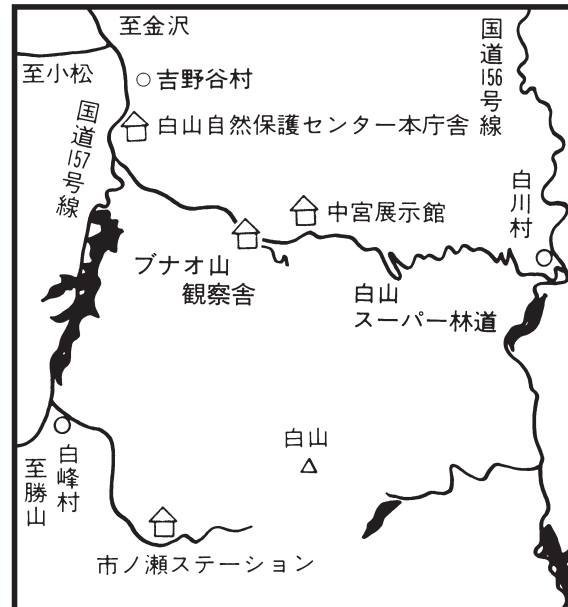 至金沢
至小松
吉野谷村
国道156号線
白山自然保護センター本庁舎
国道157号線
中宮展示館
白川村
ブナオ山
観察舎
白山
スーパー林道
白山
白峰村
至勝山
市ノ瀬ステーション